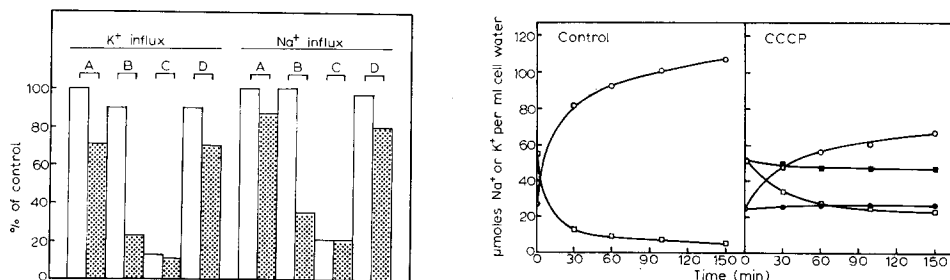 K+ influx
Na+ influx
A
B
C
D
A
B
C
D
% of control
100
80
60
40
20
0
μmoles Na+ or K+ per ml cell water
120
100
80
60
40
20
0
Control
CCCP
0
30
60
90
120
150
0
30
60
90
120
150
Time (min)